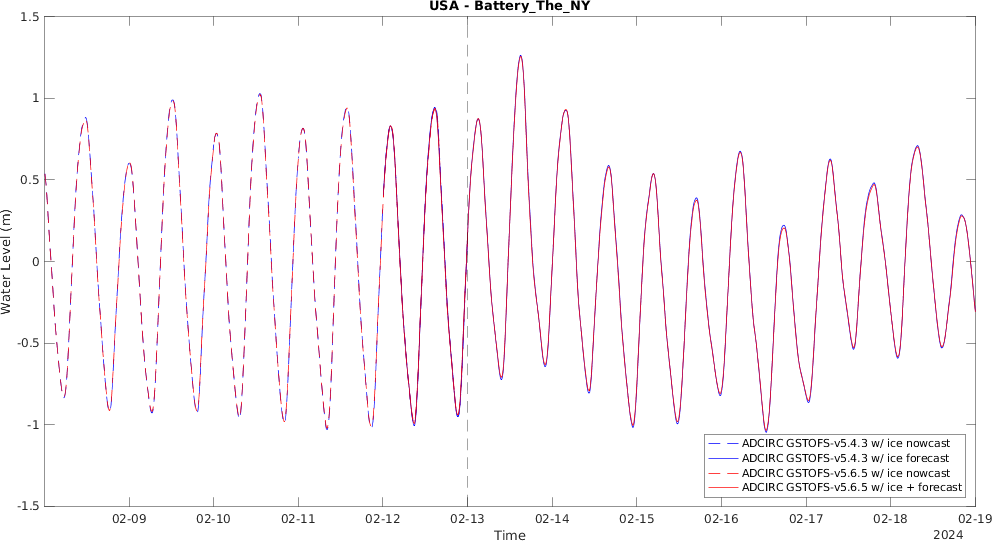 USA - Battery_The_NY
1.5
1
0.5
0
-0.5
-1
-1.5
Water Level (m)
ADCIRC GSTOFS-v5.4.3 w/ ice nowcast
ADCIRC GSTOFS-v5.4.3 w/ ice forecast
ADCIRC GSTOFS-v5.6.5 w/ ice nowcast
ADCIRC GSTOFS-v5.6.5 w/ ice + forecast
02-09 02-10 02-11 02-12 02-13 02-14 02-15 02-16 02-17 02-18 02-19
Time
2024